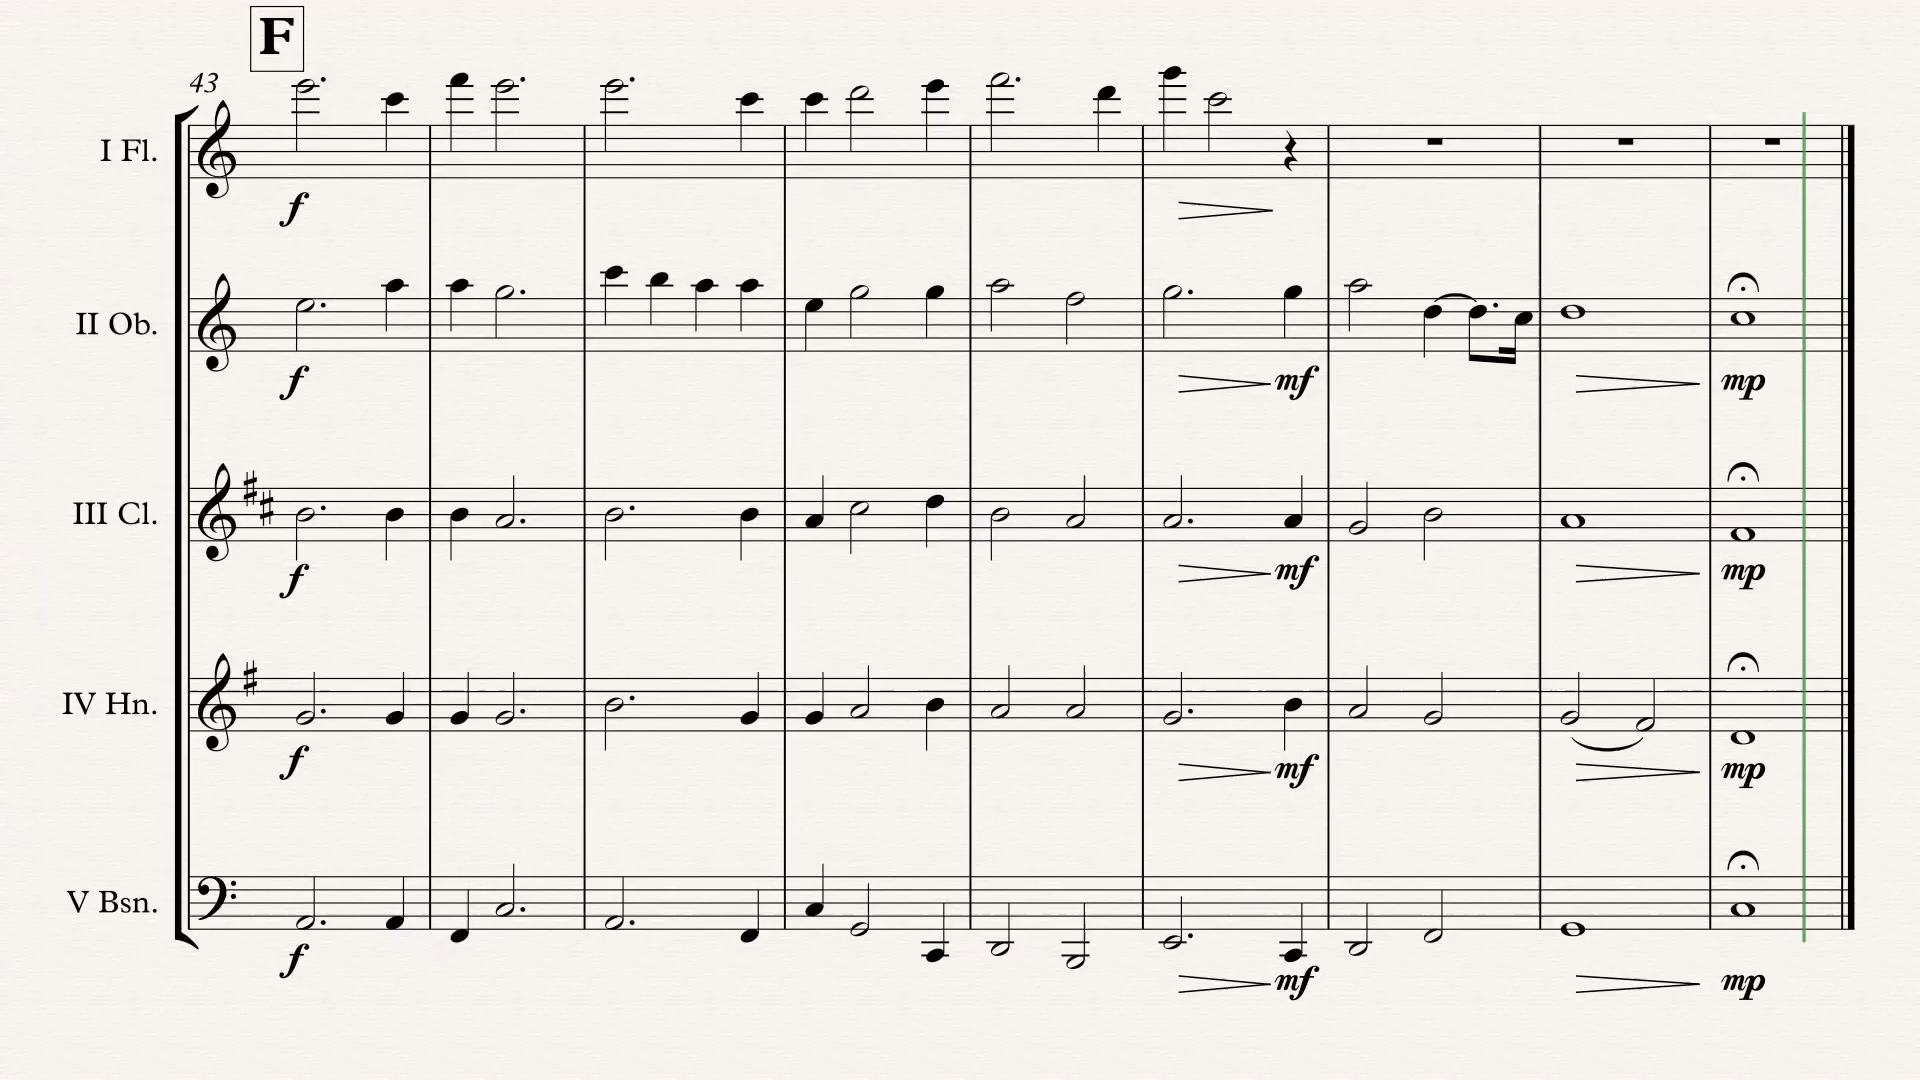 F
43
I Fl.
f
II Ob.
f
mf
mp
III Cl.
f
mf
mp
IV Hn.
f
mf
mp
V Bsn.
f
mf
mp